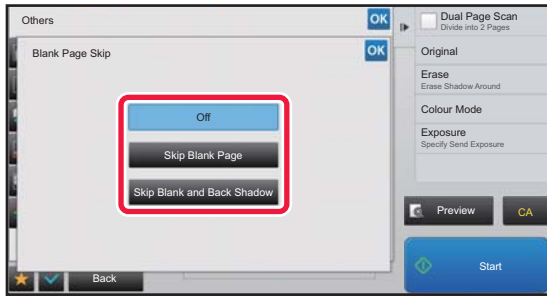 Others
OK
Blank Page Skip
OK
Off
Skip Blank Page
Skip Blank and Back Shadow
Back
Dual Page Scan
Divide into 2 Pages
Original
Erase
Erase Shadow Around
Colour Mode
Exposure
Specify Send Exposure
Preview
CA
Start